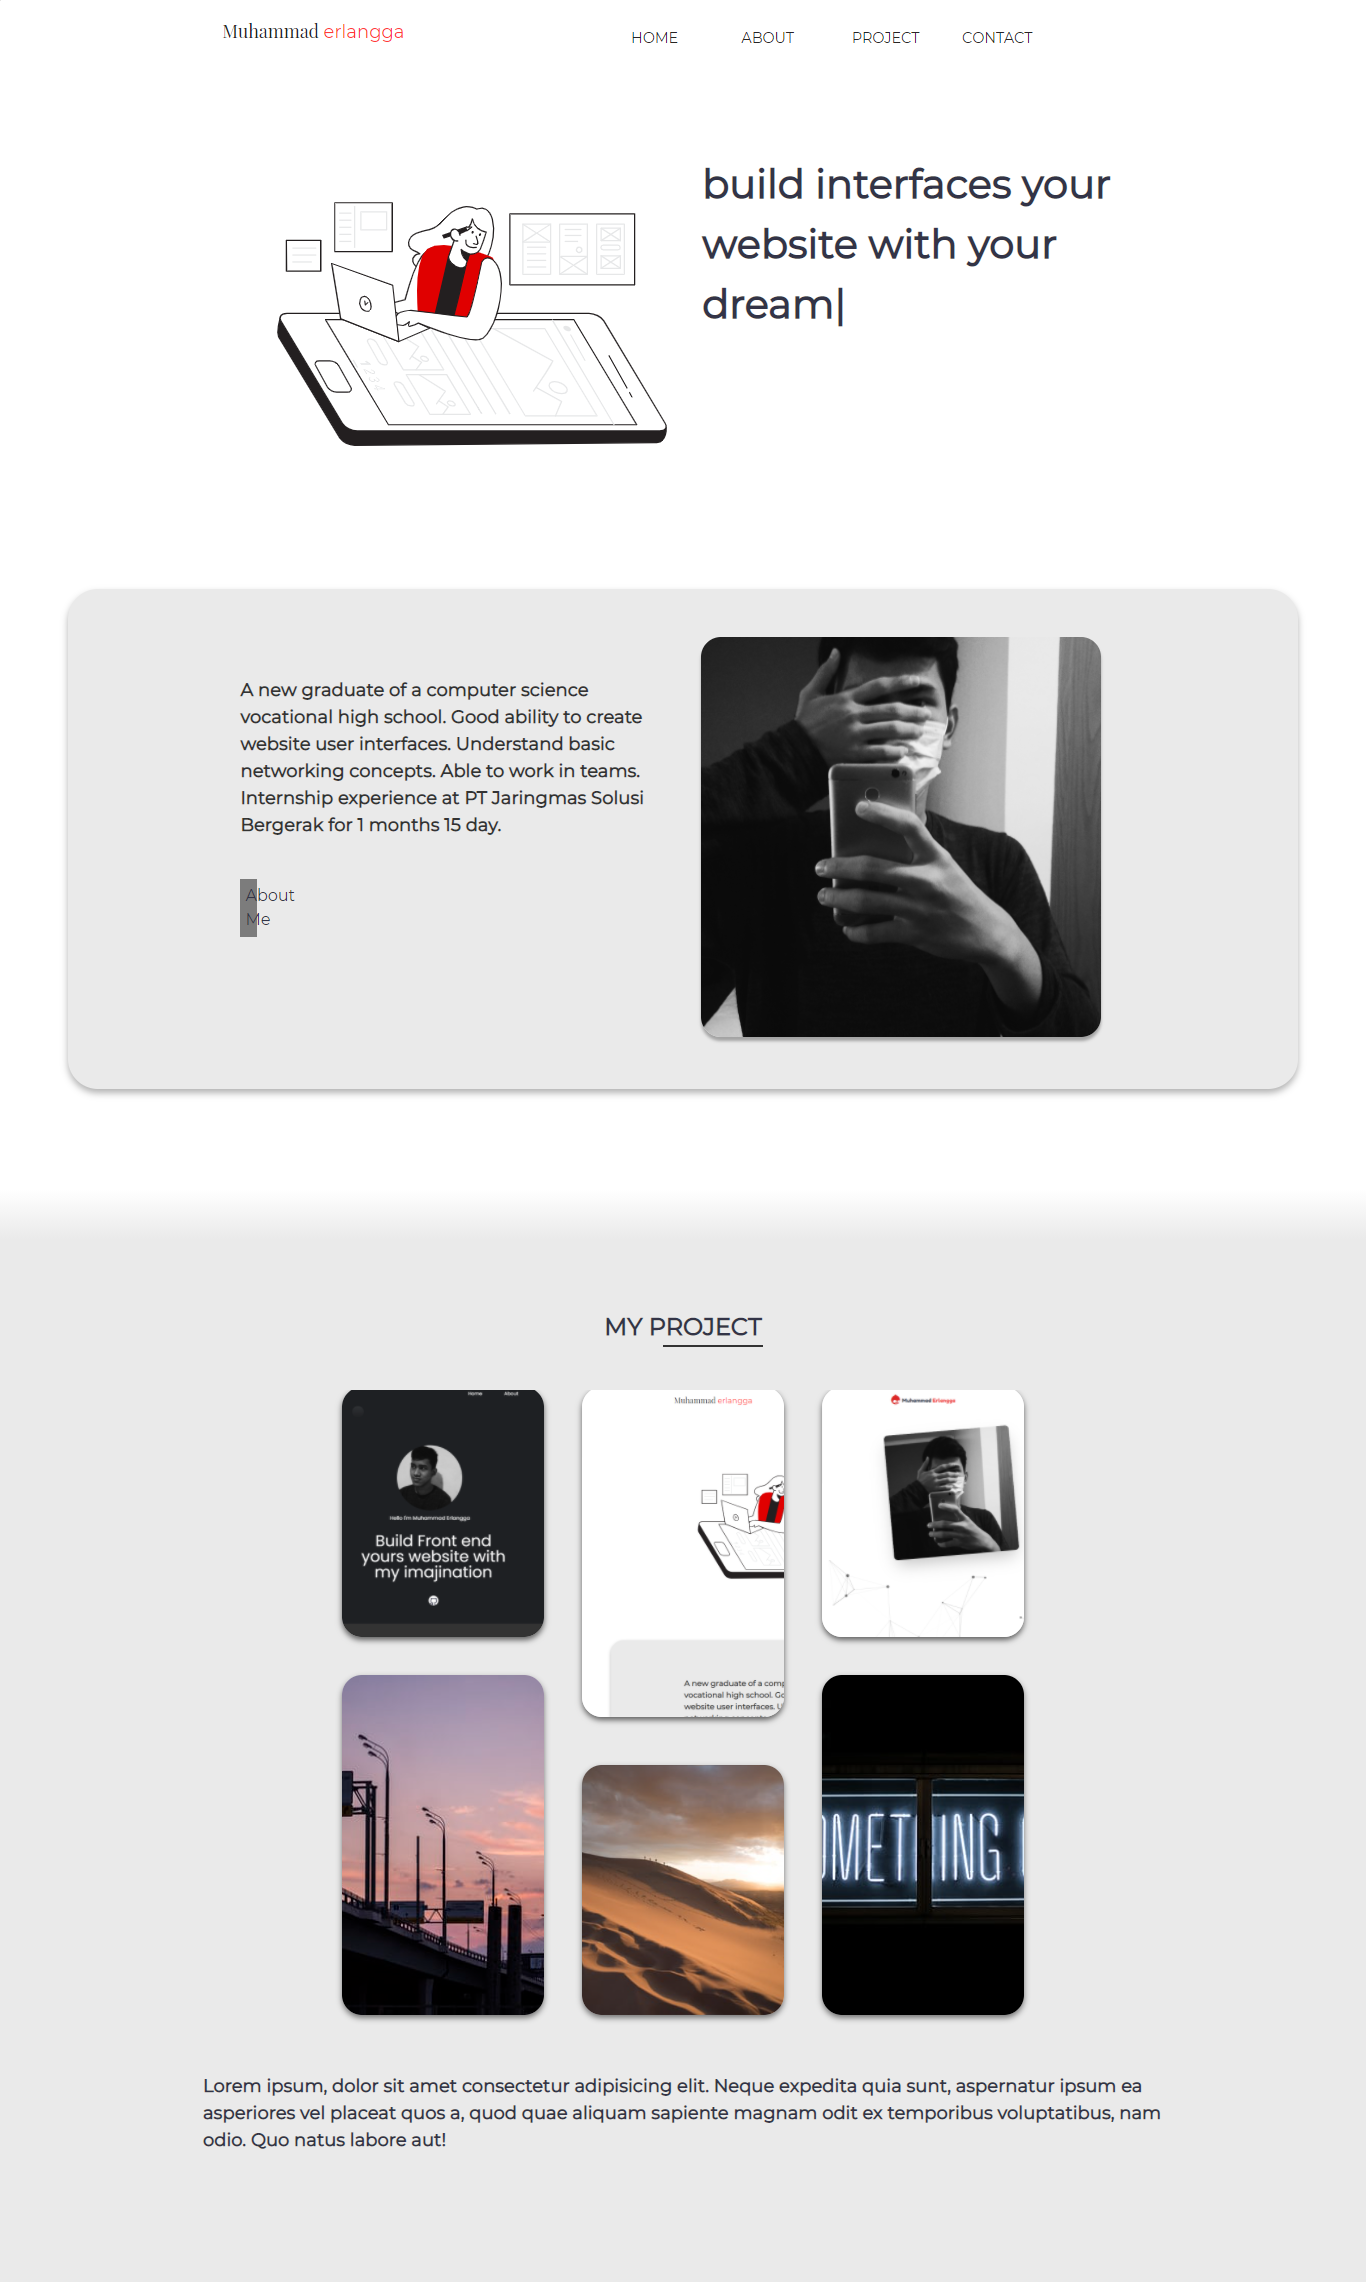 Muhammad erlangga
HOME ABOUT PROJECT CONTACT
build interfaces your
website with your
dream|
1 2 3 4
A new graduate of a computer science
vocational high school. Good ability to create
website user interfaces. Understand basic
networking concepts. Able to work in teams.
Internship experience at PT Jaringmas Solusi
Bergerak for 1 months 15 day.
About
Me
MY PROJECT
Home About
Hello I'm Muhammad Erlangga
Build Front end
yours website with
my imajination
Muhammad erlangga
A new graduate of a comp
vocational high school. Go
website user interfaces. U
Muhammad Erlangga
OMETHING
Lorem ipsum, dolor sit amet consectetur adipisicing elit. Neque expedita quia sunt, aspernatur ipsum ea
asperiores vel placeat quos a, quod quae aliquam sapiente magnam odit ex temporibus voluptatibus, nam
odio. Quo natus labore aut!